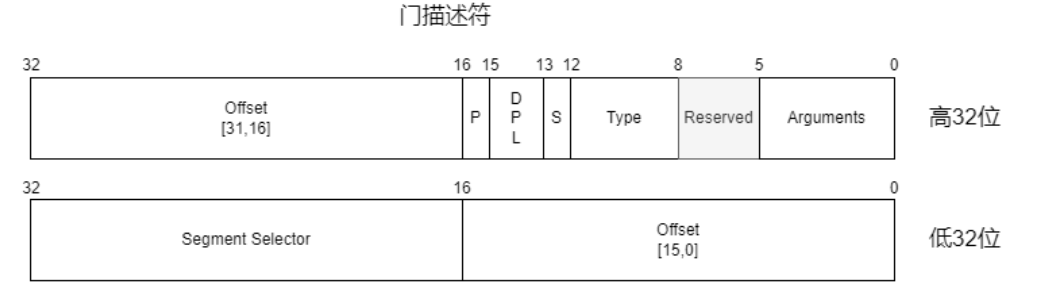 门描述符
32 16 15 13 12 8 5 0
Offset
[31,16]
P
D
P
L
S
Type
Reserved
Arguments
高32位
32 16 0
Segment Selector
Offset
[15,0]
低32位